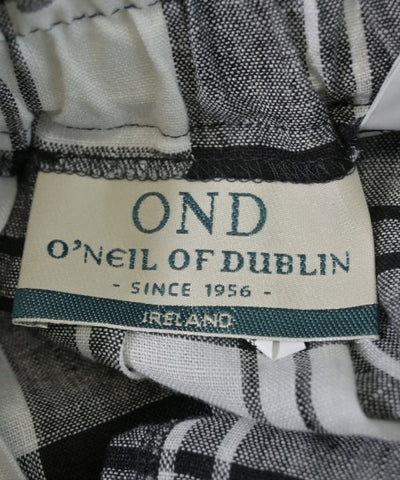 OND
O'NEIL OF DUBLIN
- SINCE 1956 -
IRELAND